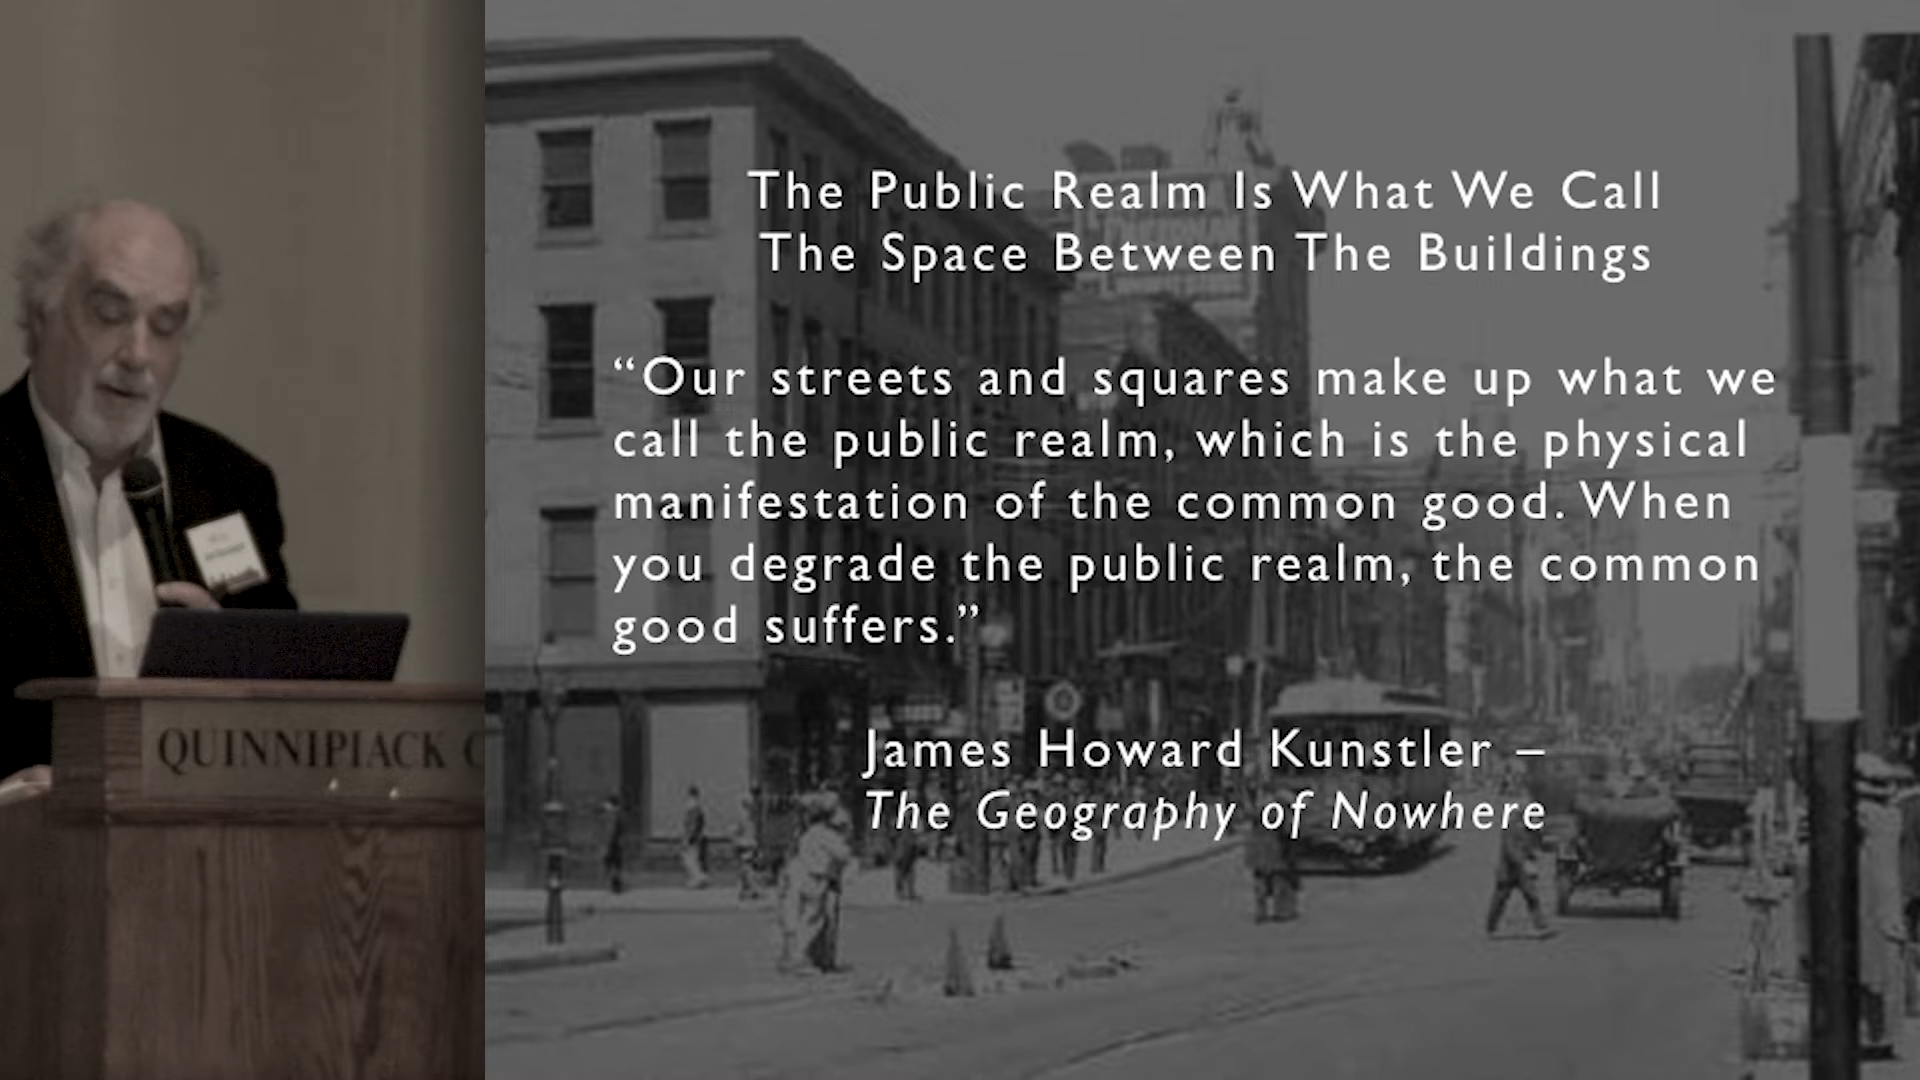 The Public Realm Is What We Call
The Space Between The Buildings
“Our streets and squares make up what we
call the public realm, which is the physical
manifestation of the common good. When
you degrade the public realm, the common
good suffers.”
James Howard Kunstler –
The Geography of Nowhere
QUINNIPIACK C